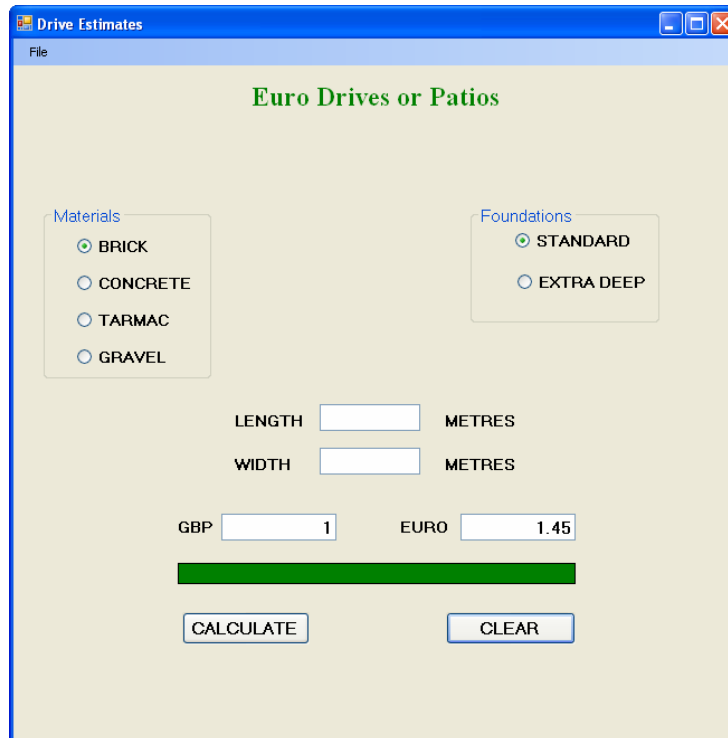 Drive Estimates
File
Euro Drives or Patios
Materials
BRICK
CONCRETE
TARMAC
GRAVEL
Foundations
STANDARD
EXTRA DEEP
LENGTH METRES
WIDTH METRES
GBP 1 EURO 1.45
CALCULATE CLEAR